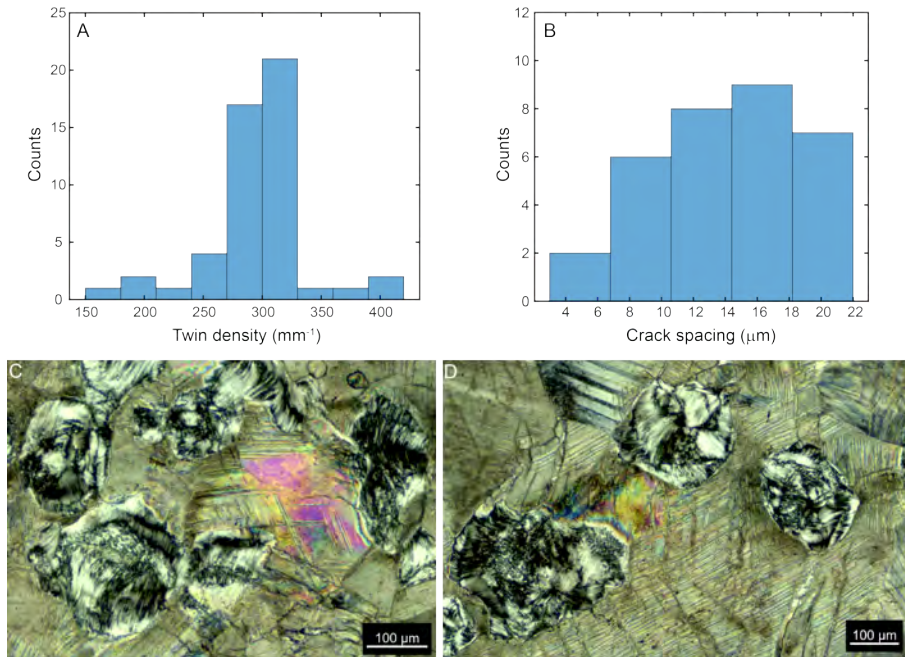 A
25
20
15
10
5
0
Counts
150 200 250 300 350 400
Twin density (mm⁻¹)
B
12
10
8
6
4
2
0
Counts
4 6 8 10 12 14 16 18 20 22
Crack spacing (μm)
C
100 μm
D
100 μm